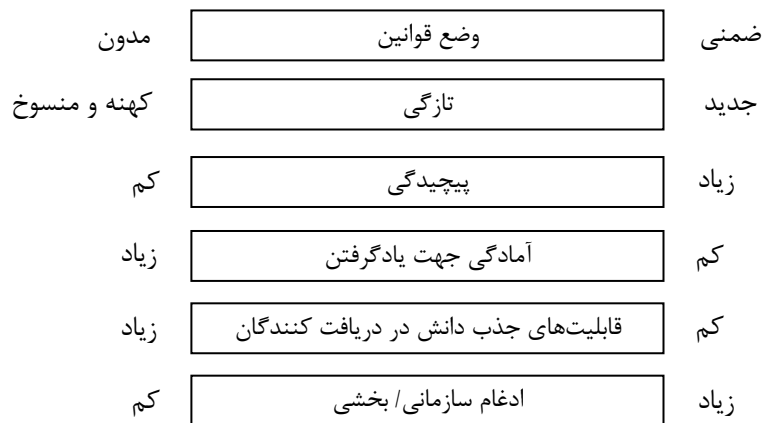 ضمنی وضع قوانین مدون
جدید تازگی کهنه و منسوخ
زیاد پیچیدگی کم
کم آمادگی جهت یادگرفتن زیاد
کم قابلیت‌های جذب دانش در دریافت کنندگان زیاد
زیاد ادغام سازمانی/ بخشی کم